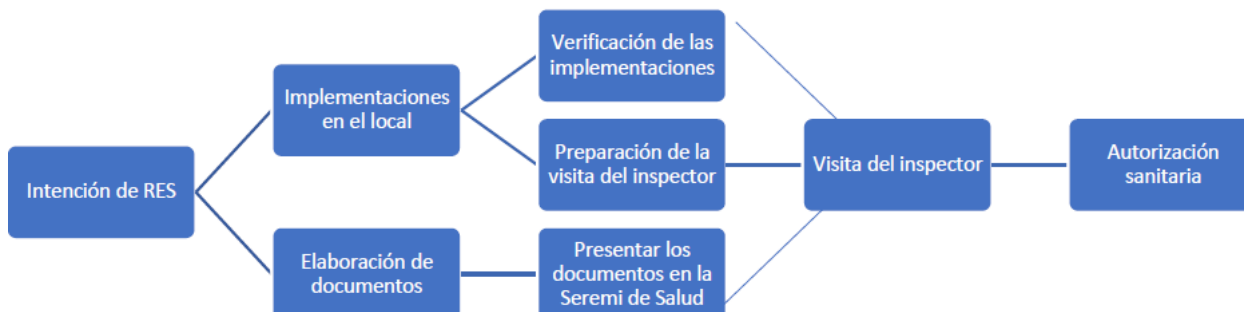 Intención de RES
Implementaciones
en el local
Elaboración de
documentos
Verificación de las
implementaciones
Preparación de la
visita del inspector
Presentar los
documentos en la
Seremi de Salud
Visita del inspector
Autorización
sanitaria